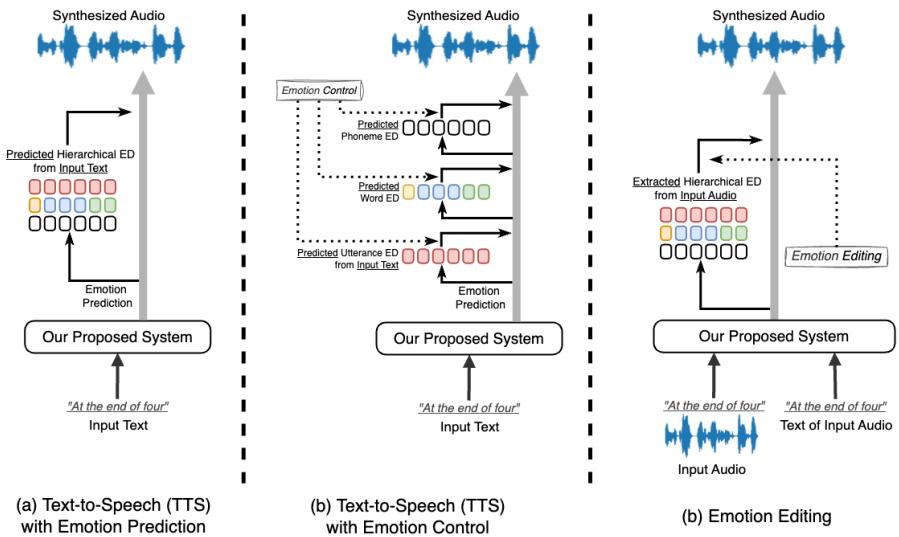 Synthesized Audio
Predicted Hierarchical ED
from Input Text
Emotion
Prediction
Our Proposed System
"At the end of four"
Input Text
(a) Text-to-Speech (TTS)
with Emotion Prediction
Synthesized Audio
Emotion Control
Predicted
Phoneme ED
Predicted
Word ED
Predicted Utterance ED
from Input Text
Emotion
Prediction
Our Proposed System
"At the end of four"
Input Text
(b) Text-to-Speech (TTS)
with Emotion Control
Synthesized Audio
Extracted Hierarchical ED
from Input Audio
Emotion Editing
Our Proposed System
"At the end of four"
Input Audio
"At the end of four"
Text of Input Audio
(b) Emotion Editing